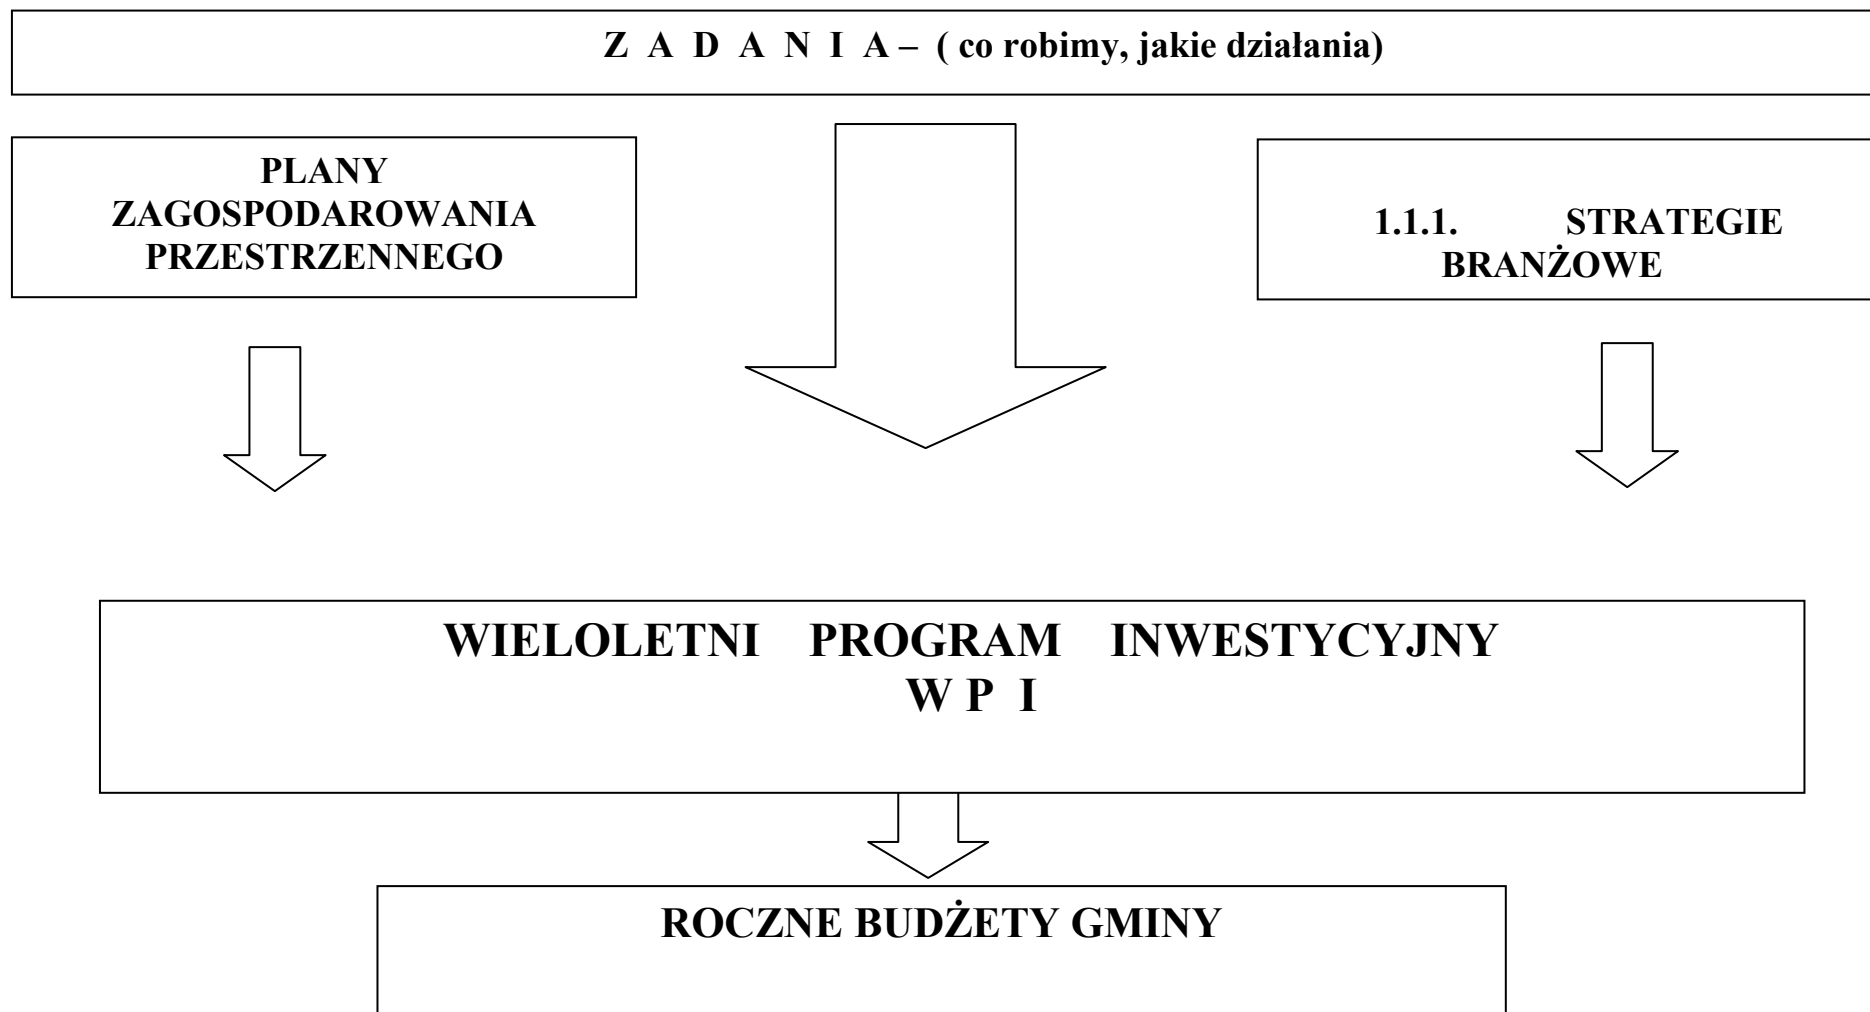 Z A D A N I A – ( co robimy, jakie działania)
PLANY
ZAGOSPODAROWANIA
PRZESTRZENNEGO
1.1.1. STRATEGIE
BRANŻOWE
WIELOLETNI PROGRAM INWESTYCYJNY
W P I
ROCZNE BUDŻETY GMINY